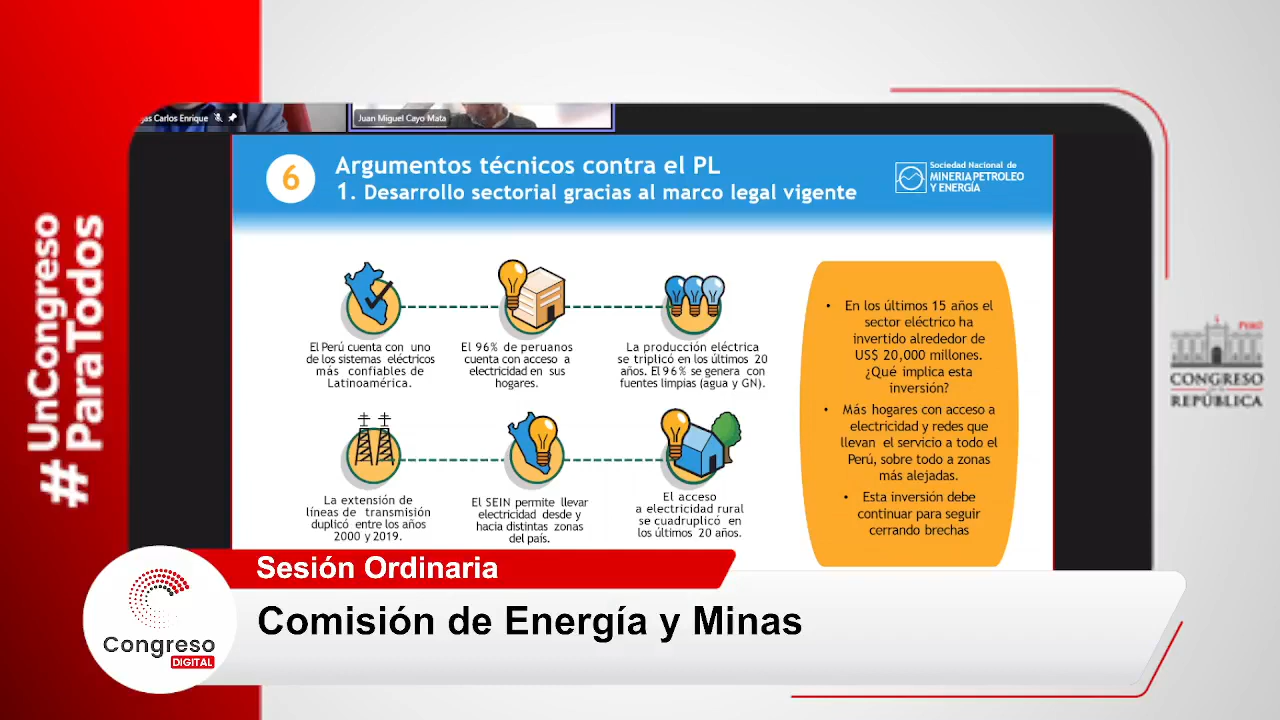 #UnCongreso
ParaTodos
Carlos Enrique
Juan Miguel Cayo Mata
6
Argumentos técnicos contra el PL
1. Desarrollo sectorial gracias al marco legal vigente
Sociedad Nacional de
MINERIA PETROLEO
Y ENERGÍA
El Perú cuenta con uno
de los sistemas eléctricos
más confiables de
Latinoamérica.
El 96% de peruanos
cuenta con acceso a
electricidad en sus
hogares.
La producción eléctrica
se triplicó en los últimos 20
años. El 96% se genera con
fuentes limpias (agua y GN).
La extensión de
líneas de transmisión
duplicó entre los años
2000 y 2019.
El SEIN permite llevar
electricidad desde y
hacia distintas zonas
del país.
El acceso
a electricidad rural
se cuadruplicó en
los últimos 20 años.
• En los últimos 15 años el
sector eléctrico ha
invertido alrededor de
US$ 20,000 millones.
¿Qué implica esta
inversión?
• Más hogares con acceso a
electricidad y redes que
llevan el servicio a todo el
Perú, sobre todo a zonas
más alejadas.
• Esta inversión debe
continuar para seguir
cerrando brechas
PERÚ
CONGRESO
de la
REPÚBLICA
Sesión Ordinaria
Comisión de Energía y Minas
Congreso
DIGITAL